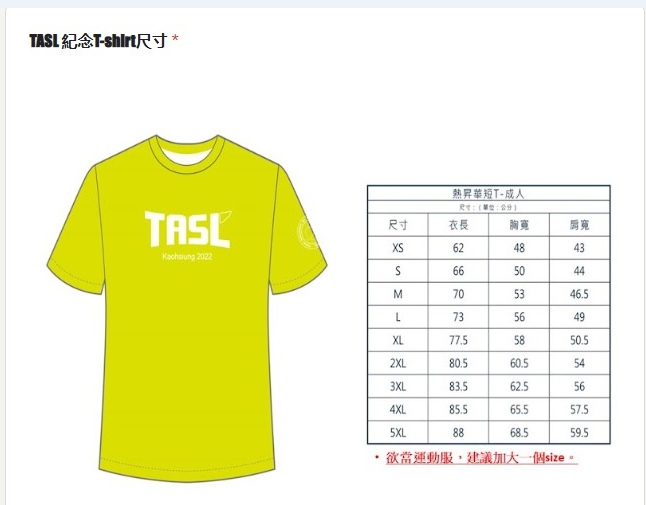 TASL 紀念T-shirt尺寸 *
TASL
Kaohsiung 2022
熱昇華短T-成人
尺寸：（單位：公分）
尺寸 衣長 胸寬 肩寬
XS 62 48 43
S 66 50 44
M 70 53 46.5
L 73 56 49
XL 77.5 58 50.5
2XL 80.5 60.5 54
3XL 83.5 62.5 56
4XL 85.5 65.5 57.5
5XL 88 68.5 59.5
• 欲當運動服，建議加大一個size。